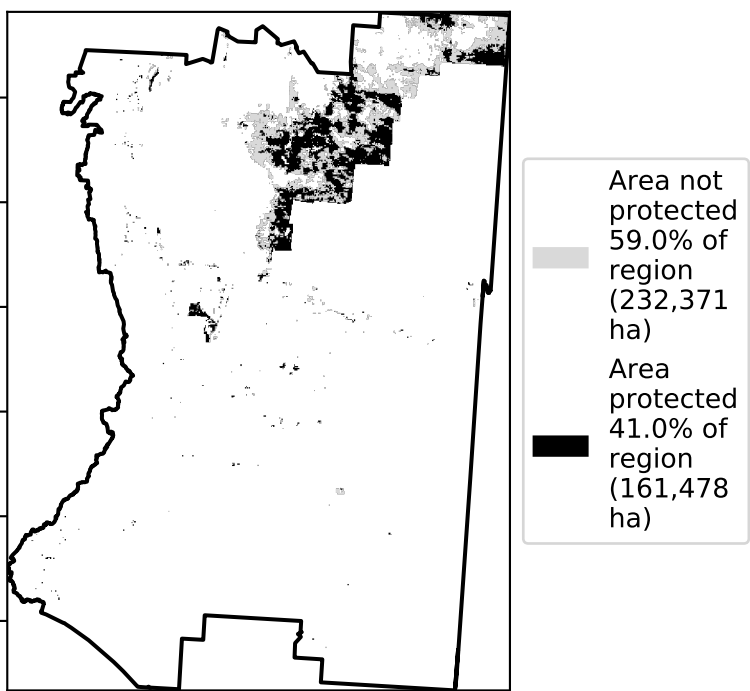 Area not
protected
59.0% of
region
(232,371
ha)
Area
protected
41.0% of
region
(161,478
ha)